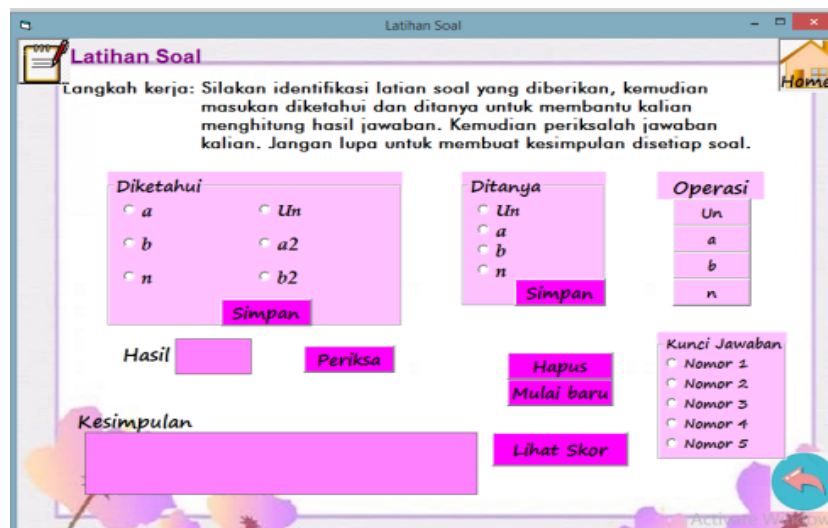 Latihan Soal
Latihan Soal
Home
Langkah kerja: Silakan identifikasi latian soal yang diberikan, kemudian
masukan diketahui dan ditanya untuk membantu kalian
menghitung hasil jawaban. Kemudian periksalah jawaban
kalian. Jangan lupa untuk membuat kesimpulan disetiap soal.
Diketahui
a
Un
b
a2
n
b2
Simpan
Ditanya
Un
a
b
n
Simpan
Operasi
Un
a
b
n
Hasil
Periksa
Hapus
Mulai baru
Kunci Jawaban
Nomor 1
Nomor 2
Nomor 3
Nomor 4
Nomor 5
Kesimpulan
Lihat Skor